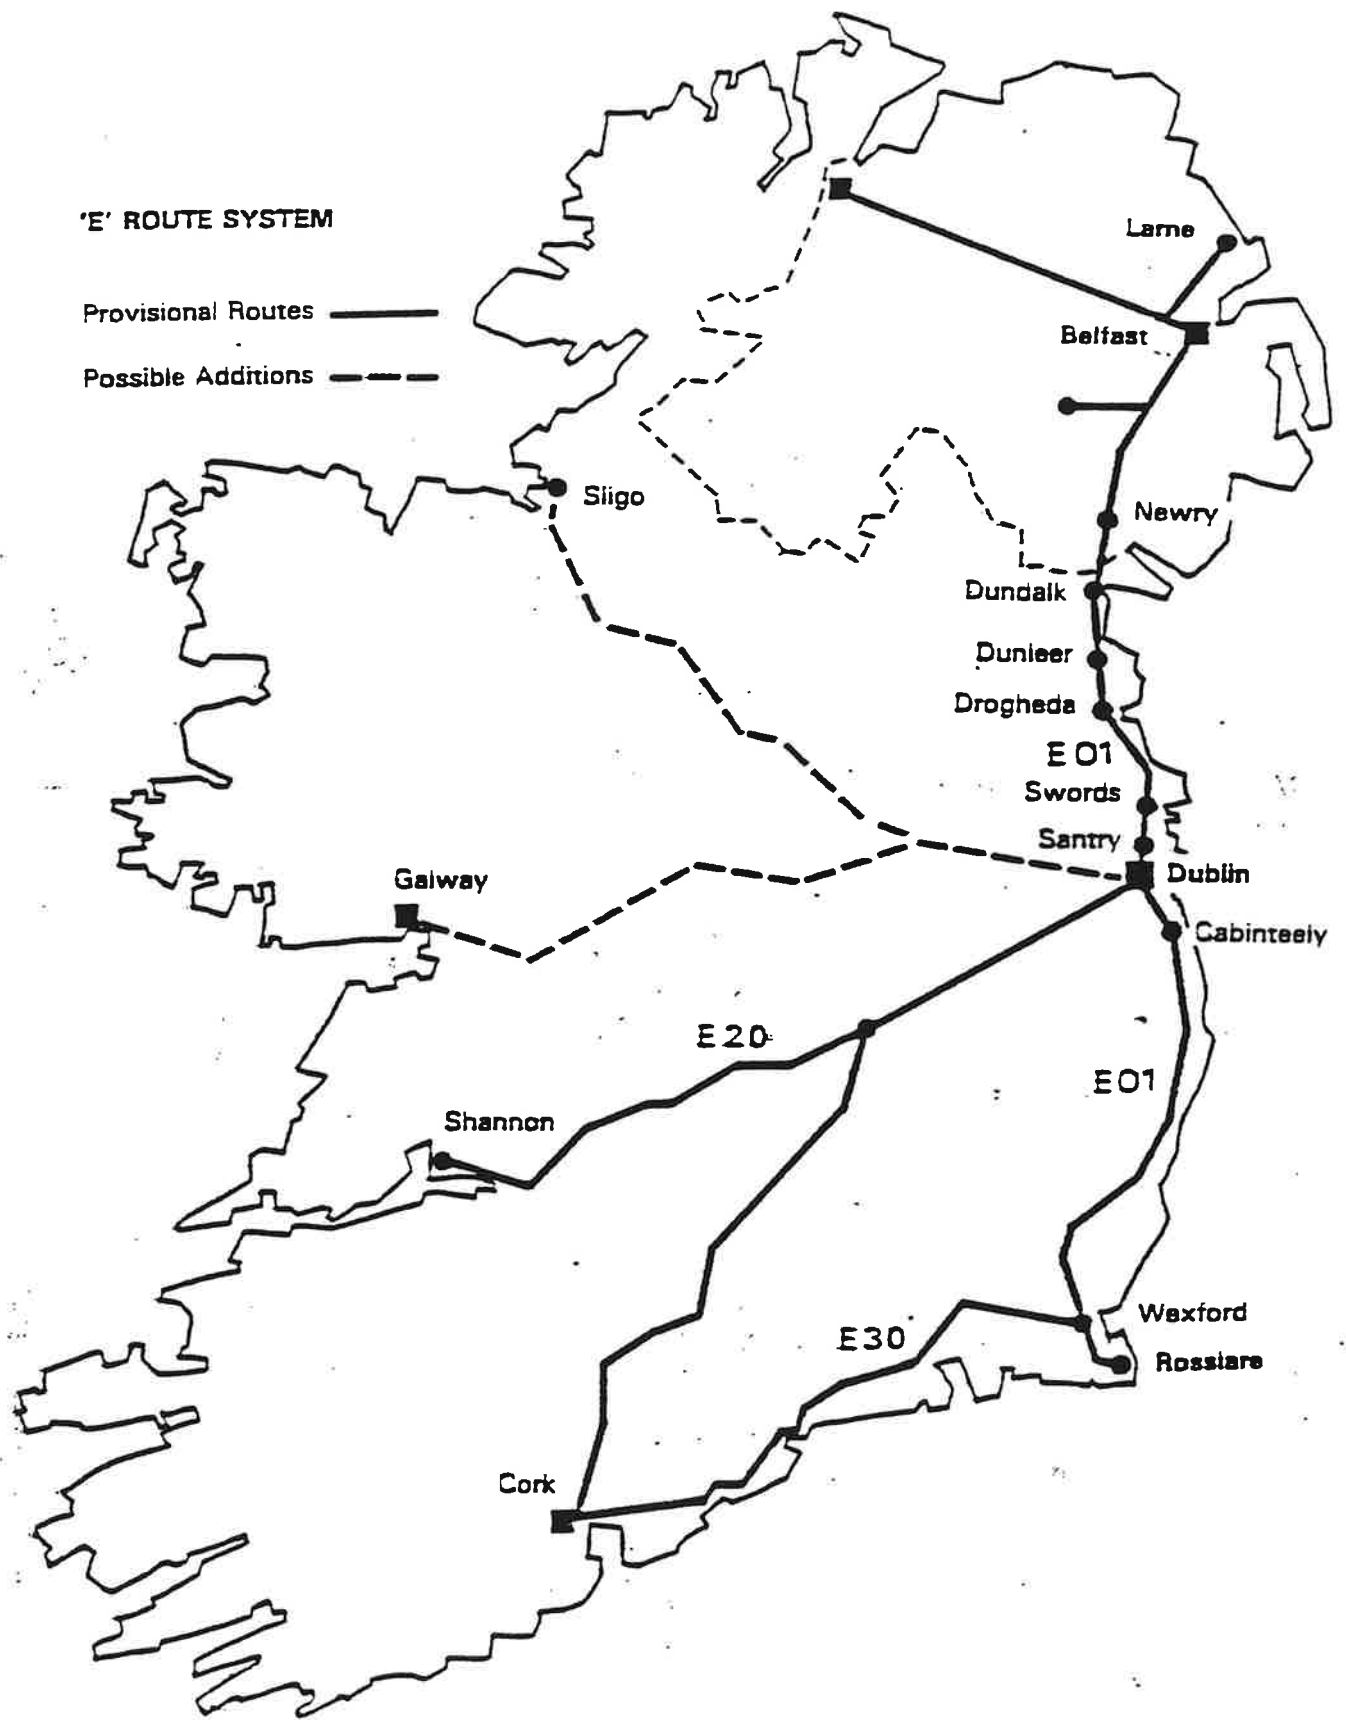 'E' ROUTE SYSTEM
Provisional Routes
Possible Additions
Larne
Belfast
Sligo
Newry
Dundalk
Dunleer
Drogheda
E01
Swords
Santry
Dublin
Galway
Cabinteely
E20
E01
Shannon
Wexford
E30
Rosslare
Cork